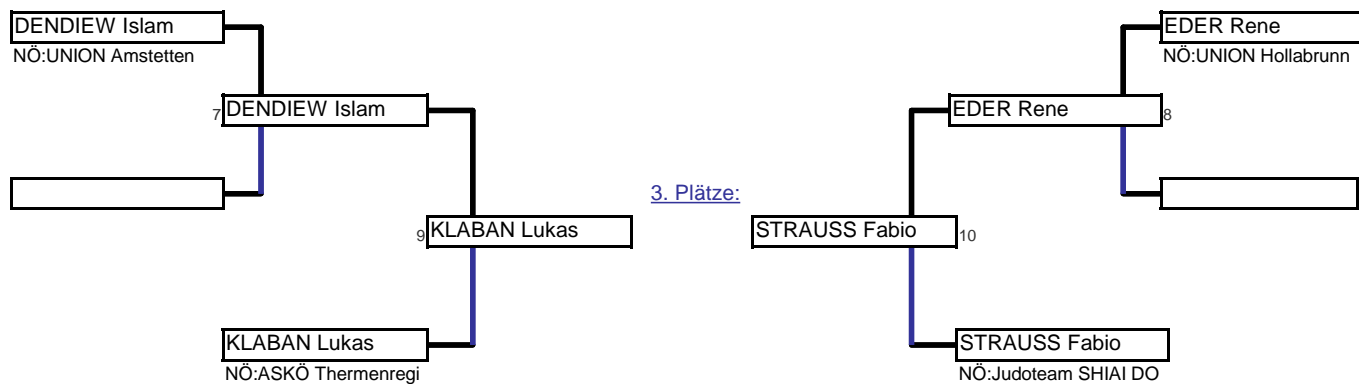 DENDIEW Islam
NÖ:UNION Amstetten
EDER Rene
NÖ:UNION Hollabrunn
7
DENDIEW Islam
EDER Rene
8
3. Plätze:
9
KLABAN Lukas
STRAUSS Fabio
10
KLABAN Lukas
NÖ:ASKÖ Thermenregi
STRAUSS Fabio
NÖ:Judoteam SHIAI DO